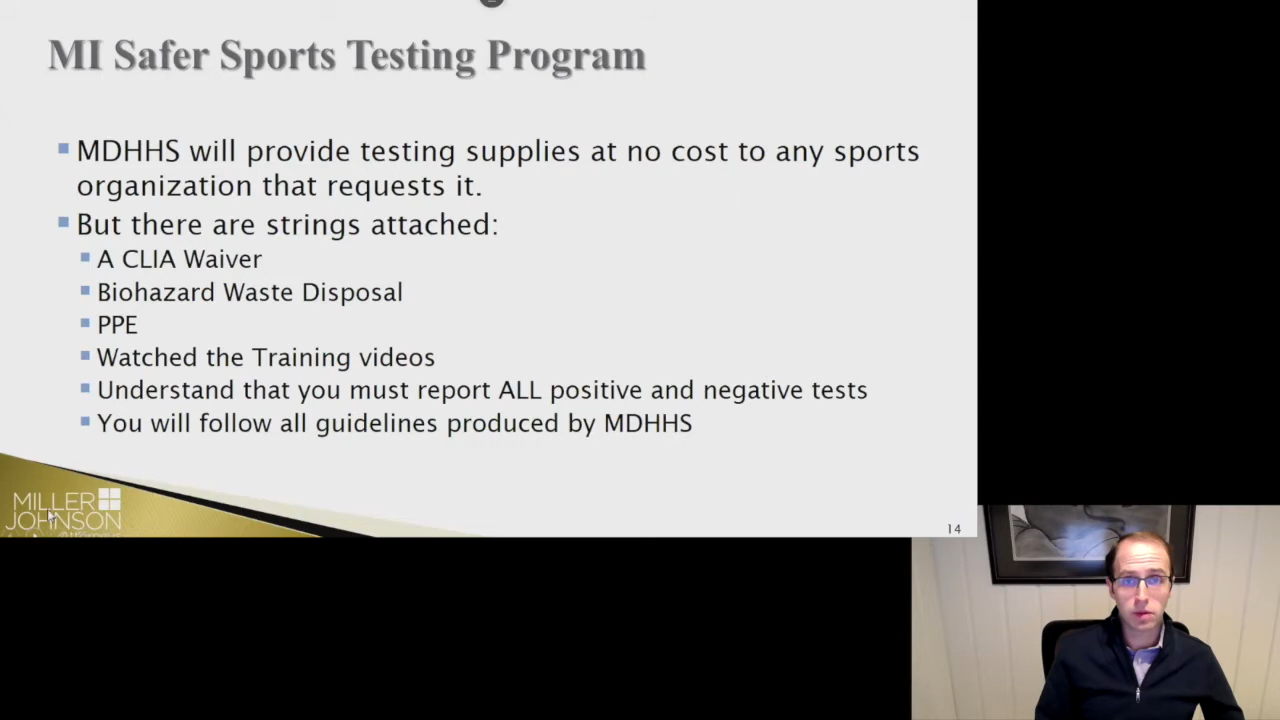 MI Safer Sports Testing Program
MDHHS will provide testing supplies at no cost to any sports
organization that requests it.
But there are strings attached:
A CLIA Waiver
Biohazard Waste Disposal
PPE
Watched the Training videos
Understand that you must report ALL positive and negative tests
You will follow all guidelines produced by MDHHS
MILLER
JOHNSON
14